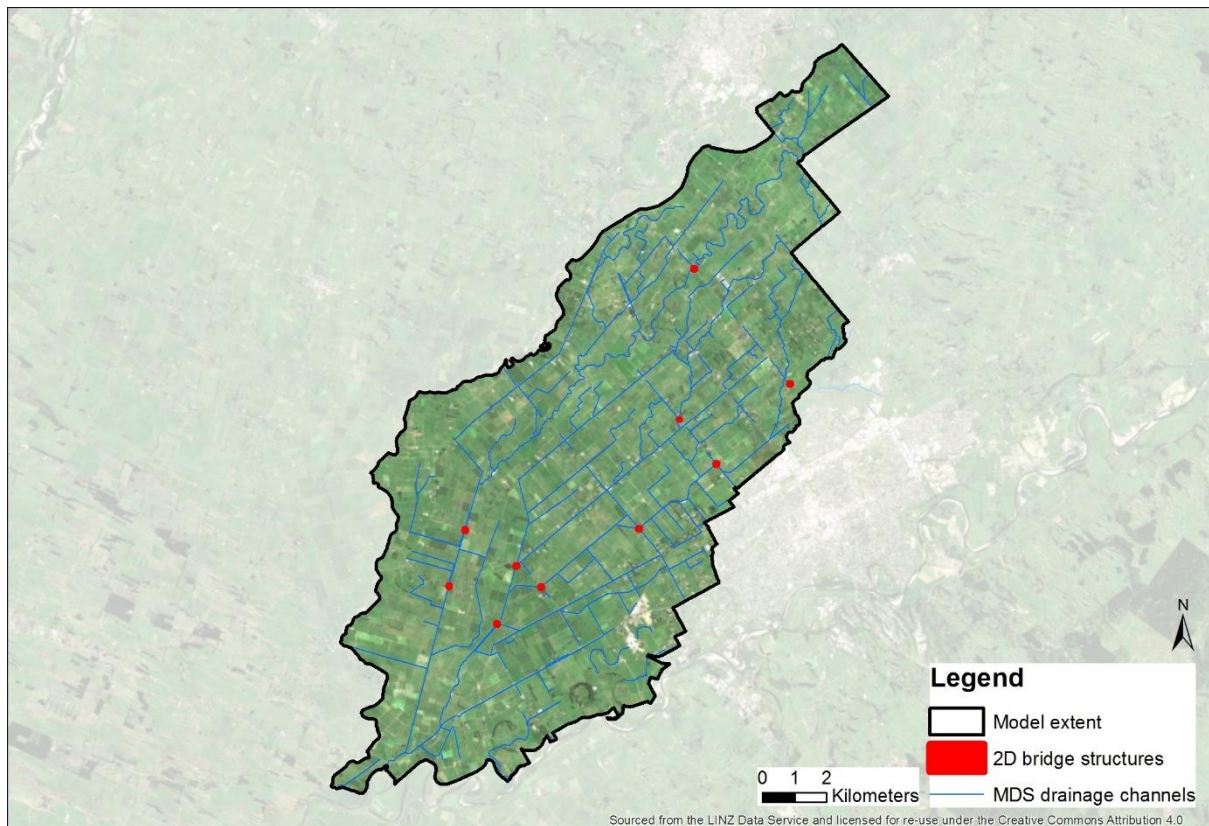 N
Legend
Model extent
2D bridge structures
MDS drainage channels
0 1 2
Kilometers
Sourced from the LINZ Data Service and licensed for re-use under the Creative Commons Attribution 4.0